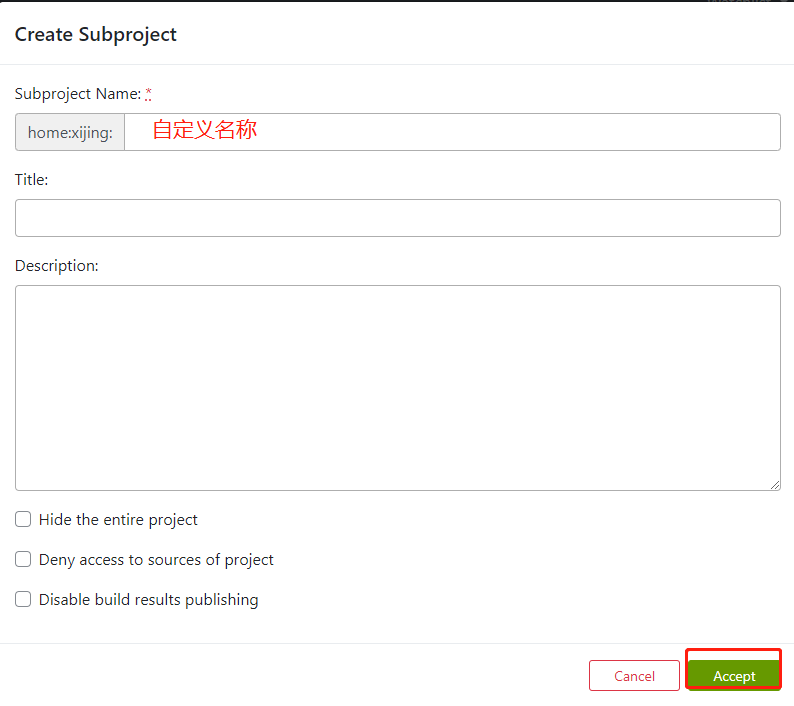 Create Subproject
Subproject Name: *
home:xijing: 自定义名称
Title:
Description:
Hide the entire project
Deny access to sources of project
Disable build results publishing
Cancel Accept